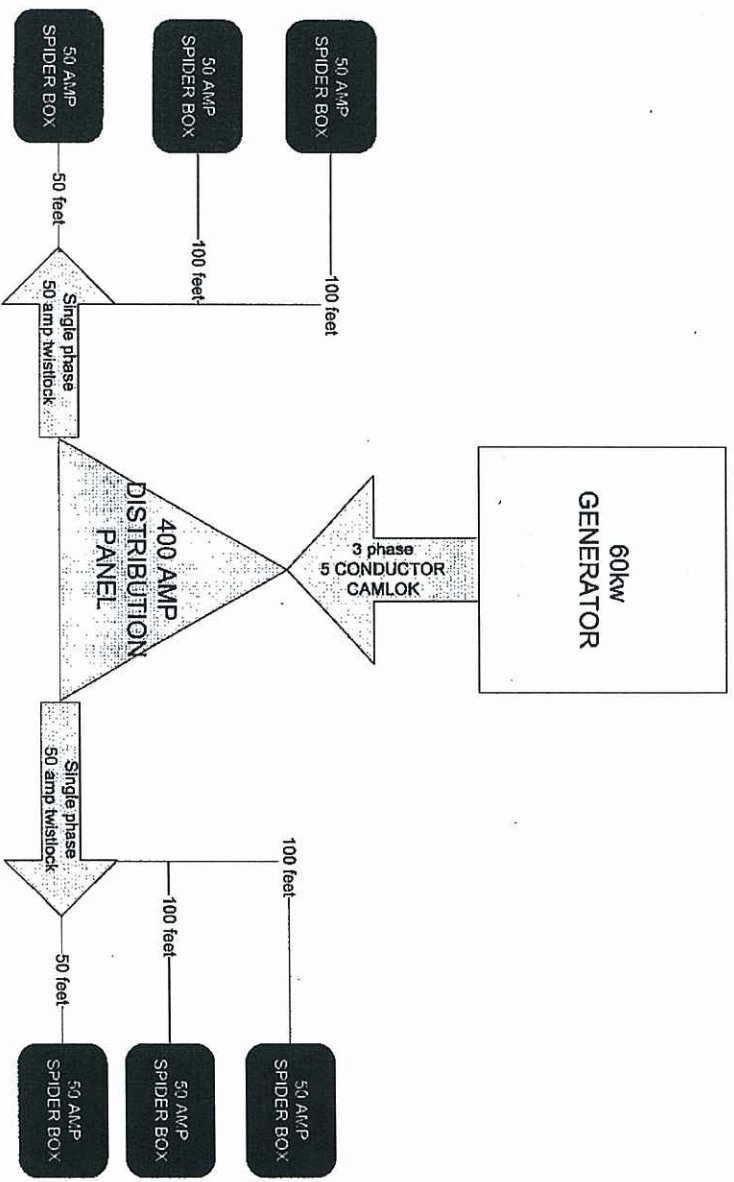 60kw
GENERATOR
3 phase
5 CONDUCTOR
CAMLOK
50 AMP
SPIDER BOX
100 feet
50 AMP
SPIDER BOX
100 feet
50 AMP
SPIDER BOX
50 feet
Single phase
50 amp twistlock
400 AMP
DISTRIBUTION
PANEL
Single phase
50 amp twistlock
100 feet
50 AMP
SPIDER BOX
100 feet
50 AMP
SPIDER BOX
50 feet
50 AMP
SPIDER BOX